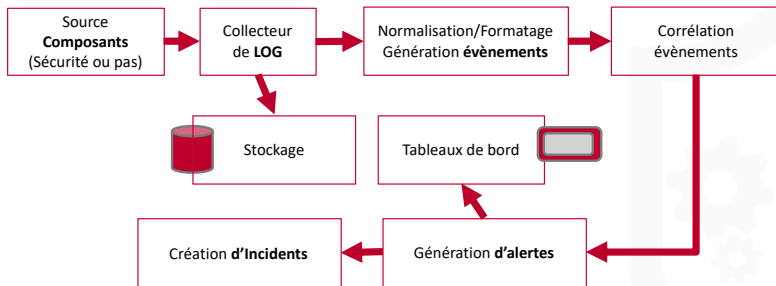 Source
Composants
(Sécurité ou pas)
Collecteur
de LOG
Normalisation/Formatage
Génération évènements
Corrélation
évènements
Stockage
Tableaux de bord
Création d'Incidents
Génération d'alertes